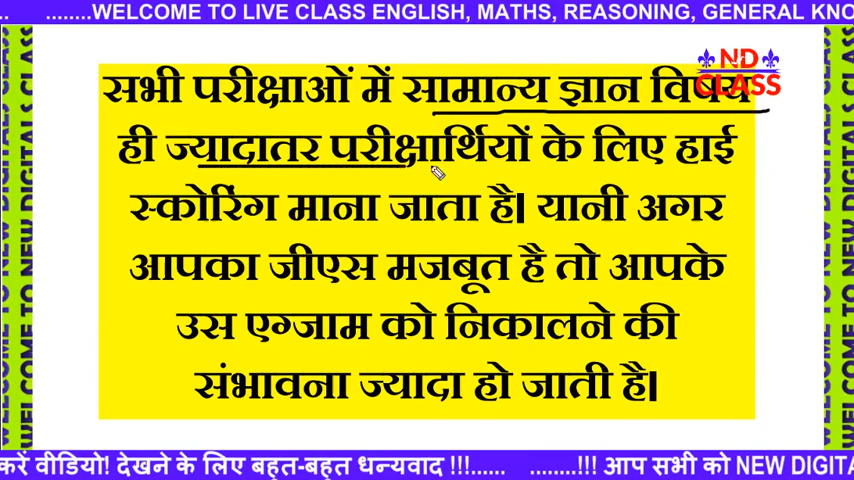 ........WELCOME TO LIVE CLASS ENGLISH, MATHS, REASONING, GENERAL KNO
ND
CLASS
सभी परीक्षाओं में सामान्य ज्ञान विषय
ही ज्यादातर परीक्षार्थियों के लिए हाई
स्कोरिंग माना जाता है। यानी अगर
आपका जीएस मजबूत है तो आपके
उस एग्जाम को निकालने की
संभावना ज्यादा हो जाती है।
करें वीडियो! देखने के लिए बहुत-बहुत धन्यवाद !!!...... ........!!! आप सभी को NEW DIGITA